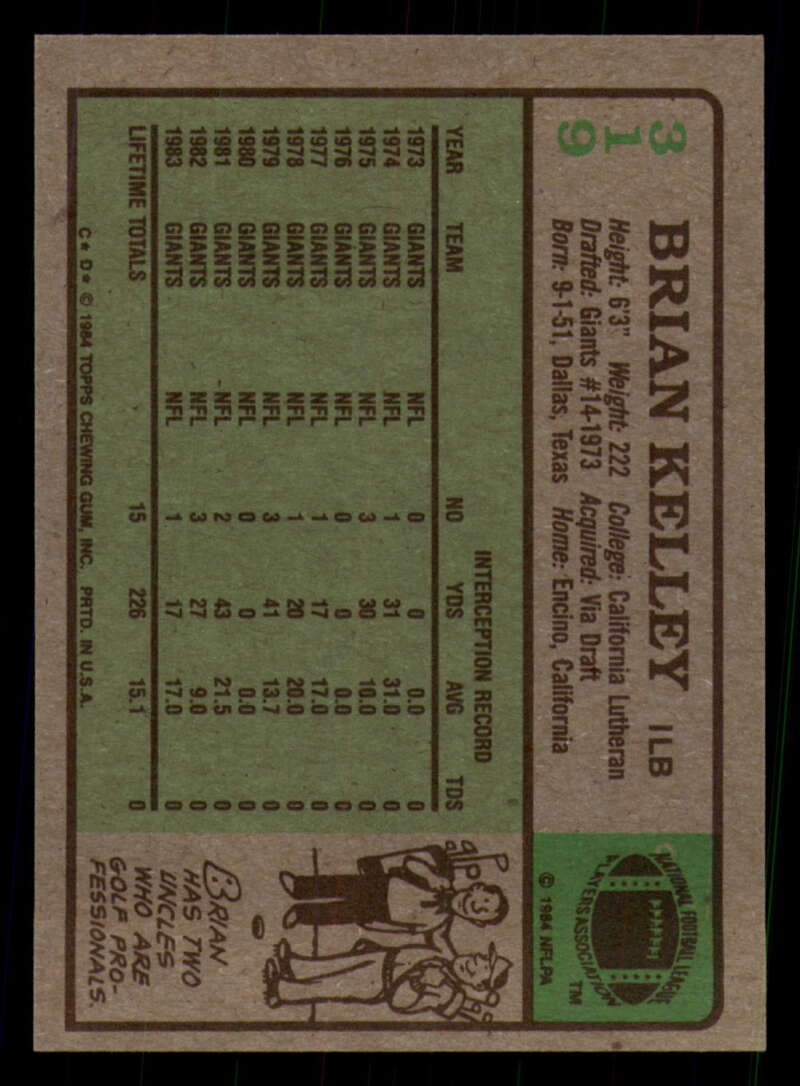 319
BRIAN KELLEY ILB
Height: 6'3" Weight: 222 College: California Lutheran
Drafted: Giants #14-1973 Acquired: Via Draft
Born: 9-1-51, Dallas, Texas Home: Encino, California
NATIONAL FOOTBALL LEAGUE
PLAYERS ASSOCIATION
TM
© 1984 NFLPA
INTERCEPTION RECORD
YEAR TEAM NO YDS AVG TDS
1973 GIANTS NFL 0 0 0.0 0
1974 GIANTS NFL 1 31 31.0 0
1975 GIANTS NFL 3 30 10.0 0
1976 GIANTS NFL 0 0 0.0 0
1977 GIANTS NFL 1 17 17.0 0
1978 GIANTS NFL 1 20 20.0 0
1979 GIANTS NFL 3 41 13.7 0
1980 GIANTS NFL 0 0 0.0 0
1981 GIANTS NFL 2 43 21.5 0
1982 GIANTS NFL 3 27 9.0 0
1983 GIANTS NFL 1 17 17.0 0
LIFETIME TOTALS 15 226 15.1 0
C* D* © 1984 TOPPS CHEWING GUM, INC. PRTD. IN U.S.A.
BRIAN
HAS TWO
UNCLES
WHO ARE
GOLF PRO-
FESSIONALS.